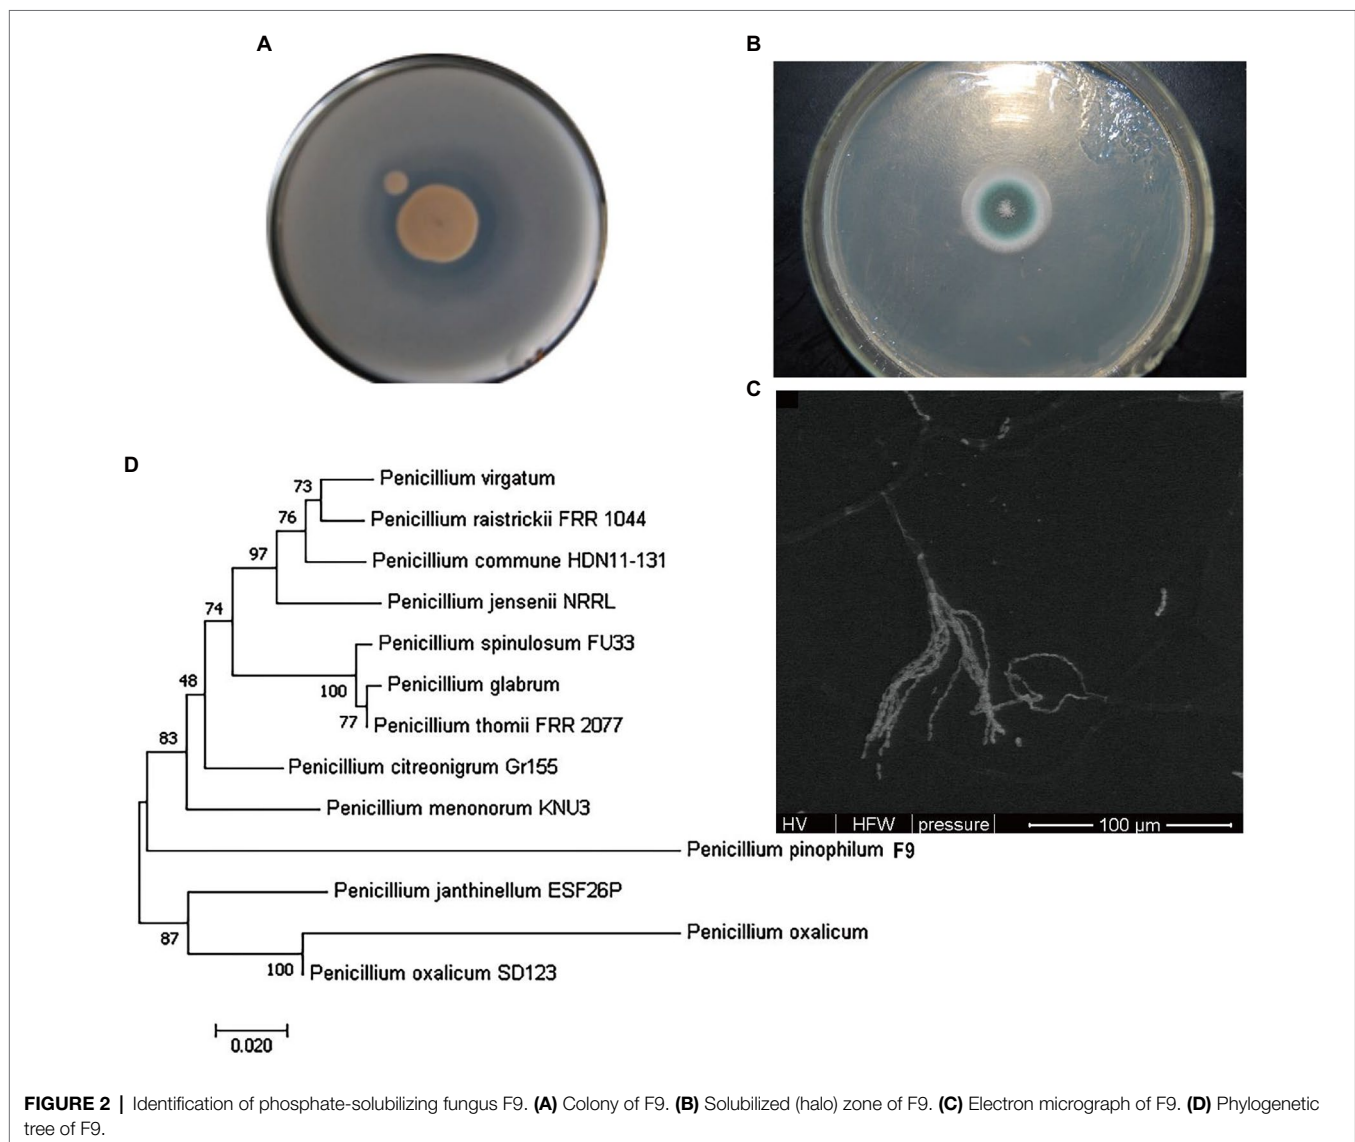 A
B
C
D
73
Penicillium virgatum
76
Penicillium raistrickii FRR 1044
97
Penicillium commune HDN11-131
74
Penicillium jensenii NRRL
Penicillium spinulosum FU33
48
100
Penicillium glabrum
77
Penicillium thomii FRR 2077
83
Penicillium citreonigrum Gr155
Penicillium menonorum KNU3
HV HFW pressure 100 µm
Penicillium pinophilum F9
Penicillium janthinellum ESF26P
87
Penicillium oxalicum
100
Penicillium oxalicum SD123
0.020
FIGURE 2 | Identification of phosphate-solubilizing fungus F9. (A) Colony of F9. (B) Solubilized (halo) zone of F9. (C) Electron micrograph of F9. (D) Phylogenetic
tree of F9.